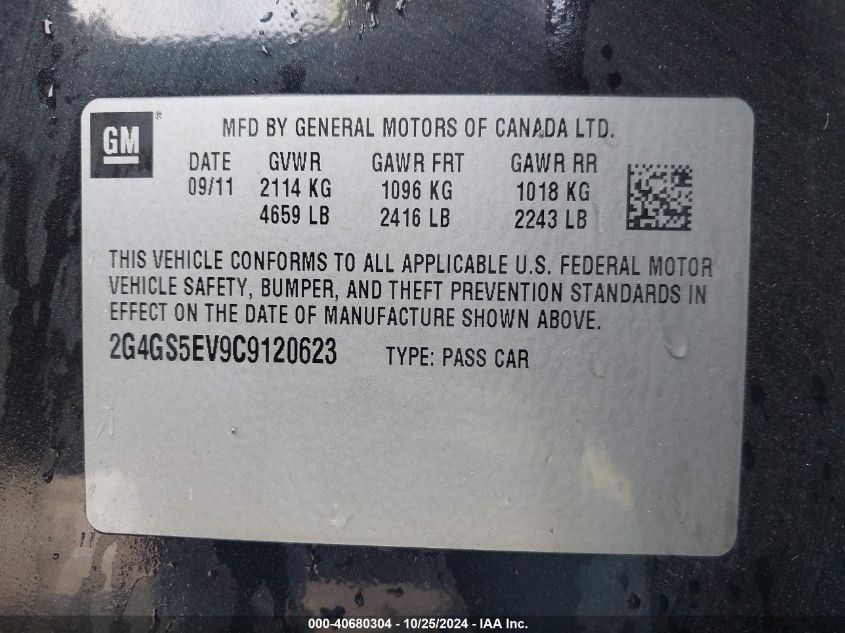 GM ®
MFD BY GENERAL MOTORS OF CANADA LTD.
DATE GVWR GAWR FRT GAWR RR
09/11 2114 KG 1096 KG 1018 KG
4659 LB 2416 LB 2243 LB
THIS VEHICLE CONFORMS TO ALL APPLICABLE U.S. FEDERAL MOTOR
VEHICLE SAFETY, BUMPER, AND THEFT PREVENTION STANDARDS IN
EFFECT ON THE DATE OF MANUFACTURE SHOWN ABOVE.
2G4GS5EV9C9120623 TYPE: PASS CAR
000-40680304 - 10/25/2024 - IAA Inc.